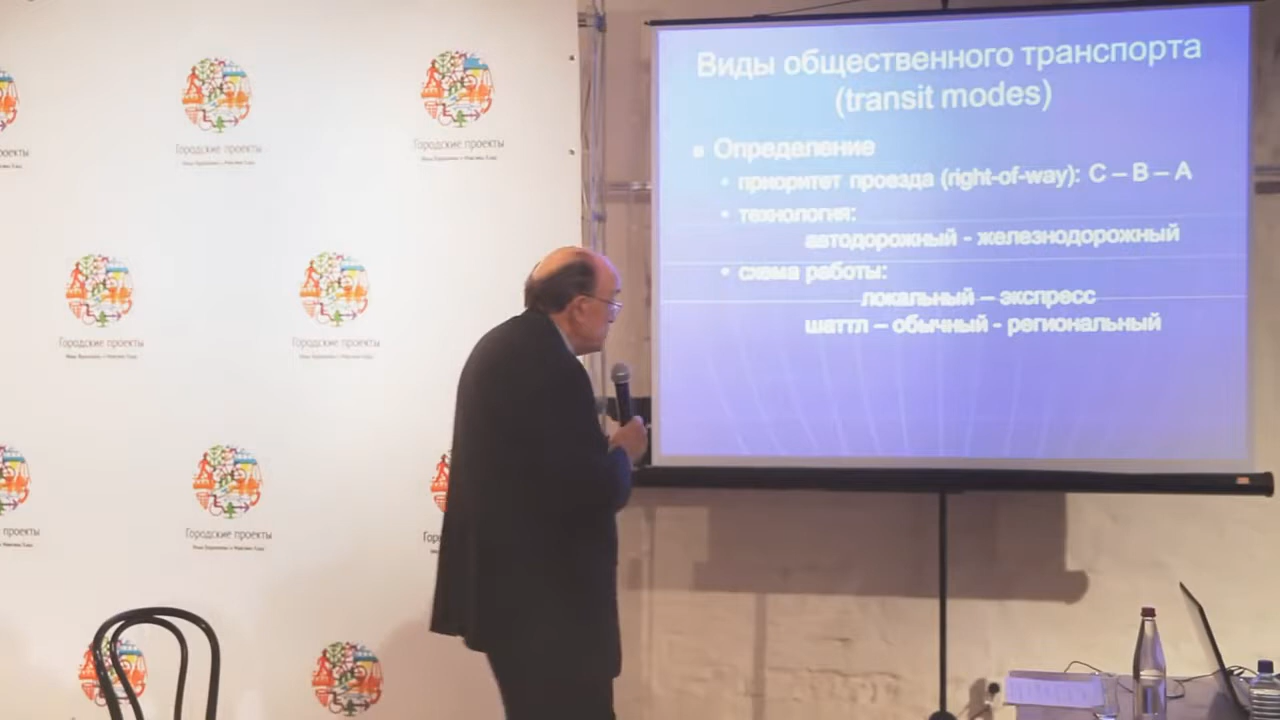 Виды общественного транспорта
(transit modes)
Определение
приоритет проезда (right-of-way): C – B – A
технология:
автодорожный - железнодорожный
схема работы:
локальный – экспресс
шаттл – обычный - региональный
Городские проекты
Городские проекты
Городские проекты
Городские проекты
проекты
Городские проекты